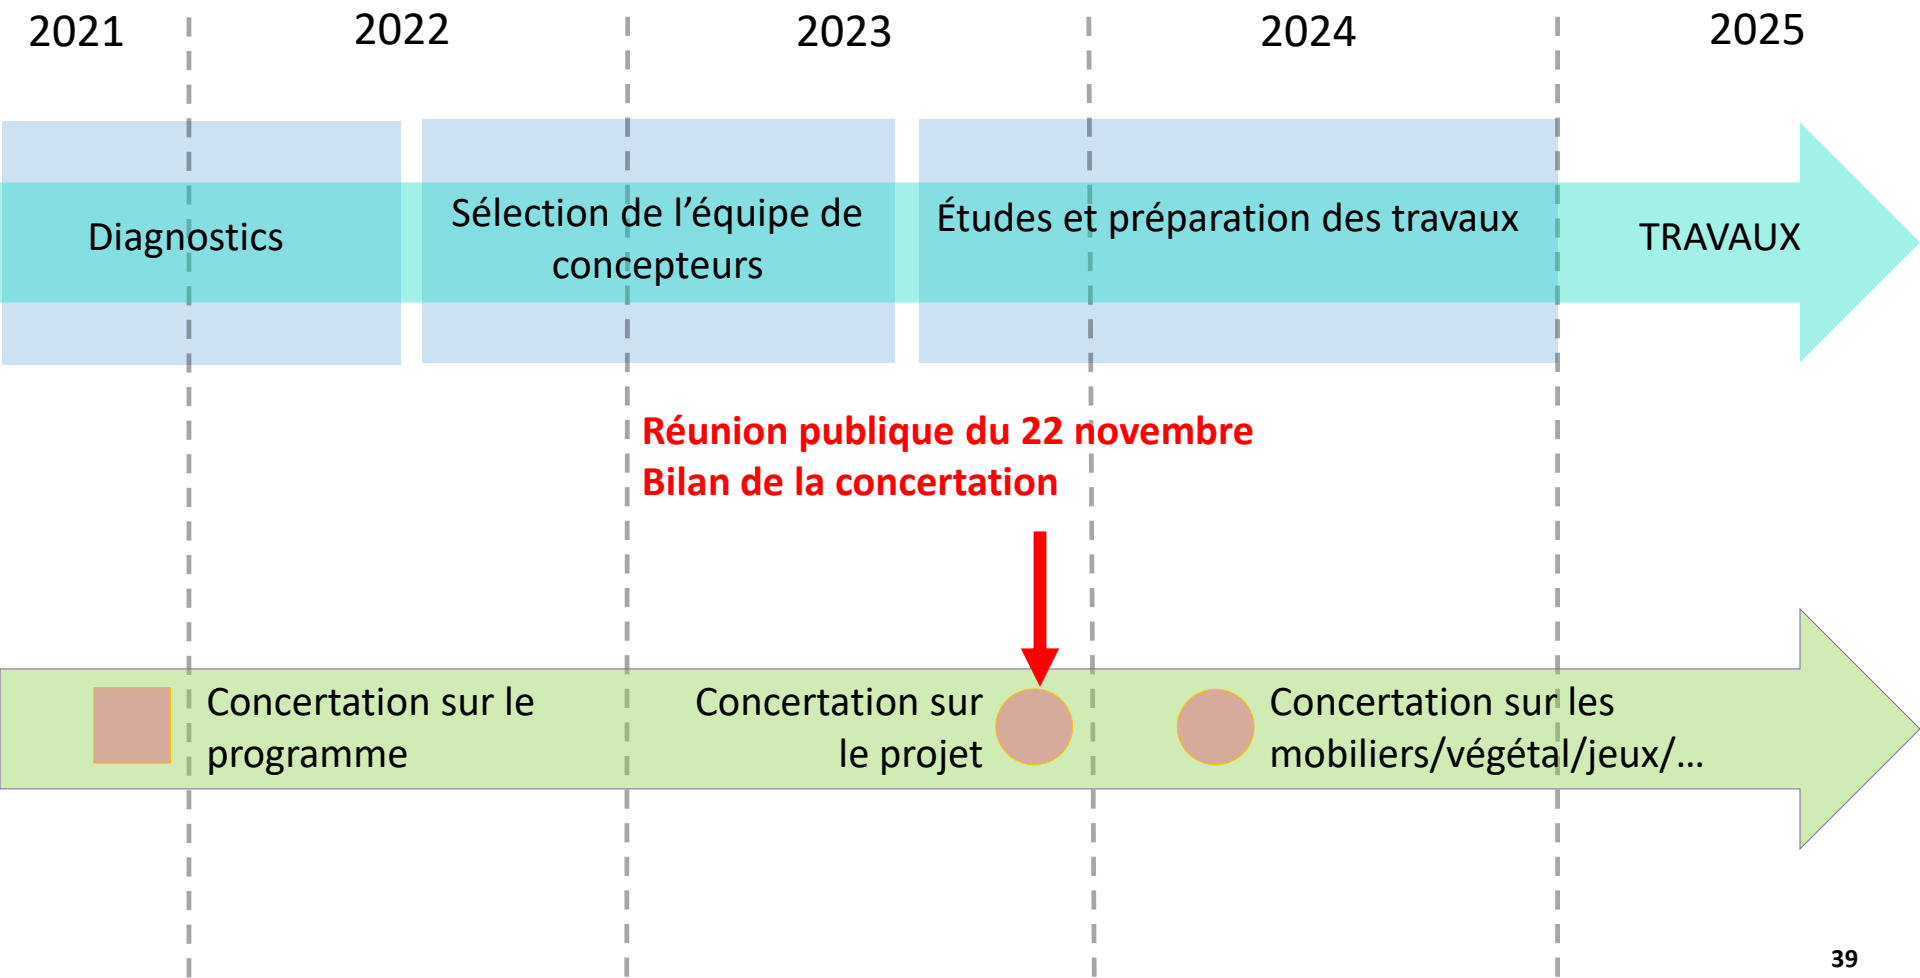 2021
2022
2023
2024
2025
Diagnostics
Sélection de l’équipe de
concepteurs
Études et préparation des travaux
TRAVAUX
Réunion publique du 22 novembre
Bilan de la concertation
Concertation sur le
programme
Concertation sur
le projet
Concertation sur les
mobiliers/végétal/jeux/…
39